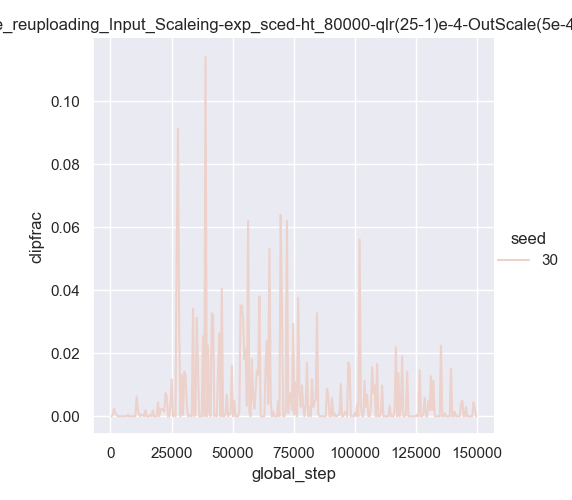 e_reuploading_Input_Scaleing-exp_sced-ht_80000-qlr(25-1)e-4-OutScale(5e-4
0.10
0.08
0.06
0.04
0.02
0.00
clipfrac
0 25000 50000 75000 100000 125000 150000
global_step
seed
30